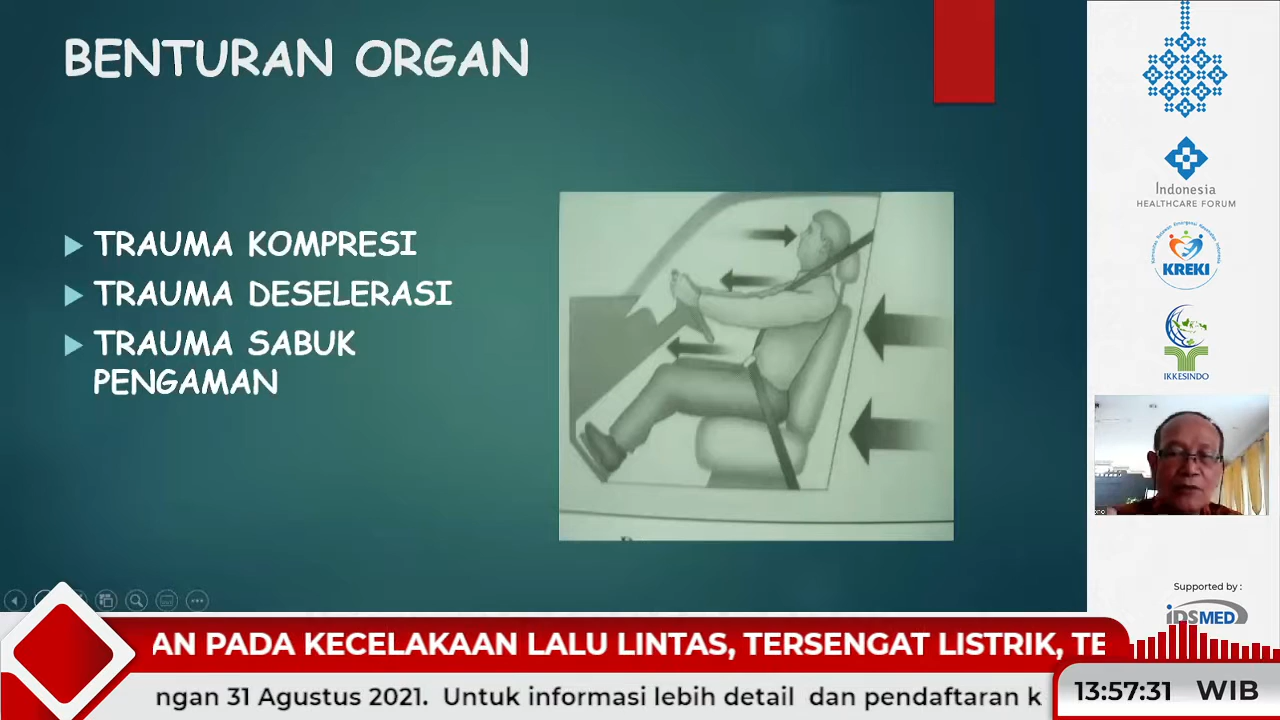 BENTURAN ORGAN
TRAUMA KOMPRESI
TRAUMA DESELERASI
TRAUMA SABUK
PENGAMAN
Indonesia
HEALTHCARE FORUM
KREKI
IKKESINDO
Supported by :
iDSMED
AN PADA KECELAKAAN LALU LINTAS, TERSENGAT LISTRIK, TE
ngan 31 Agustus 2021. Untuk informasi lebih detail dan pendaftaran k
13:57:31 WIB